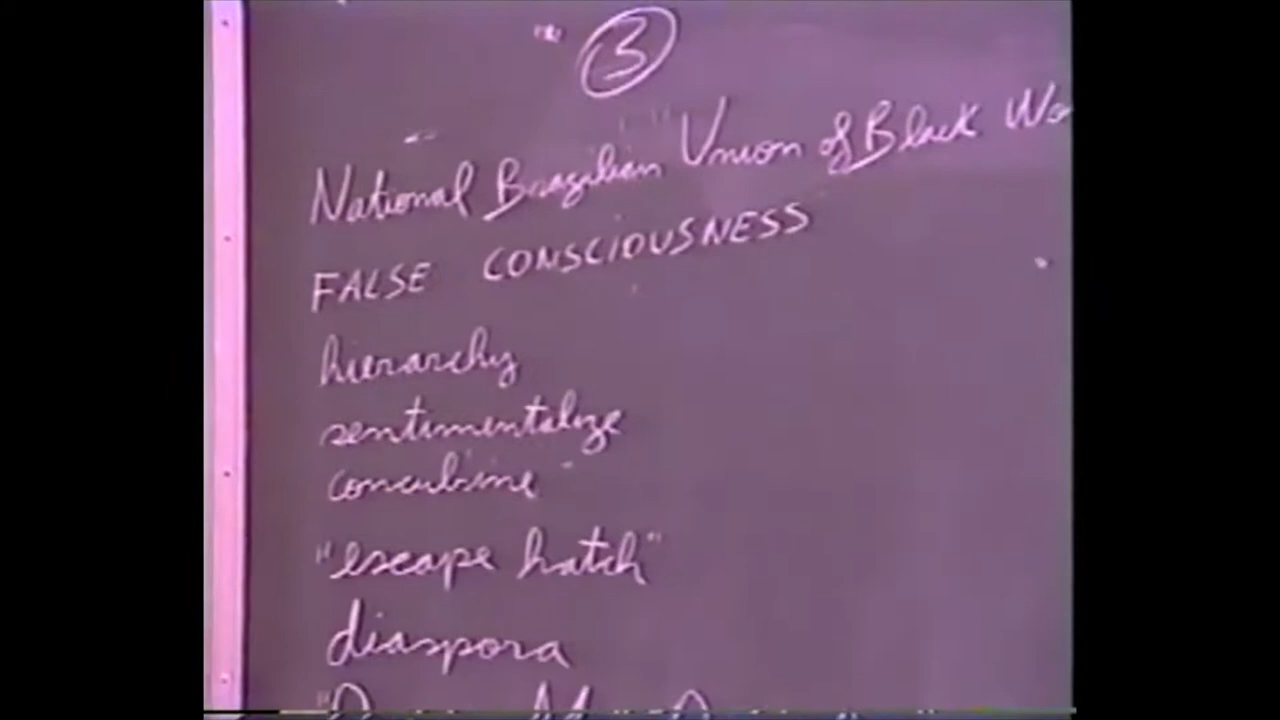 3
National Brazilian Union of Black Wo
FALSE CONSCIOUSNESS
hierarchy
sentimentalize
concubine
"escape hatch"
diaspora